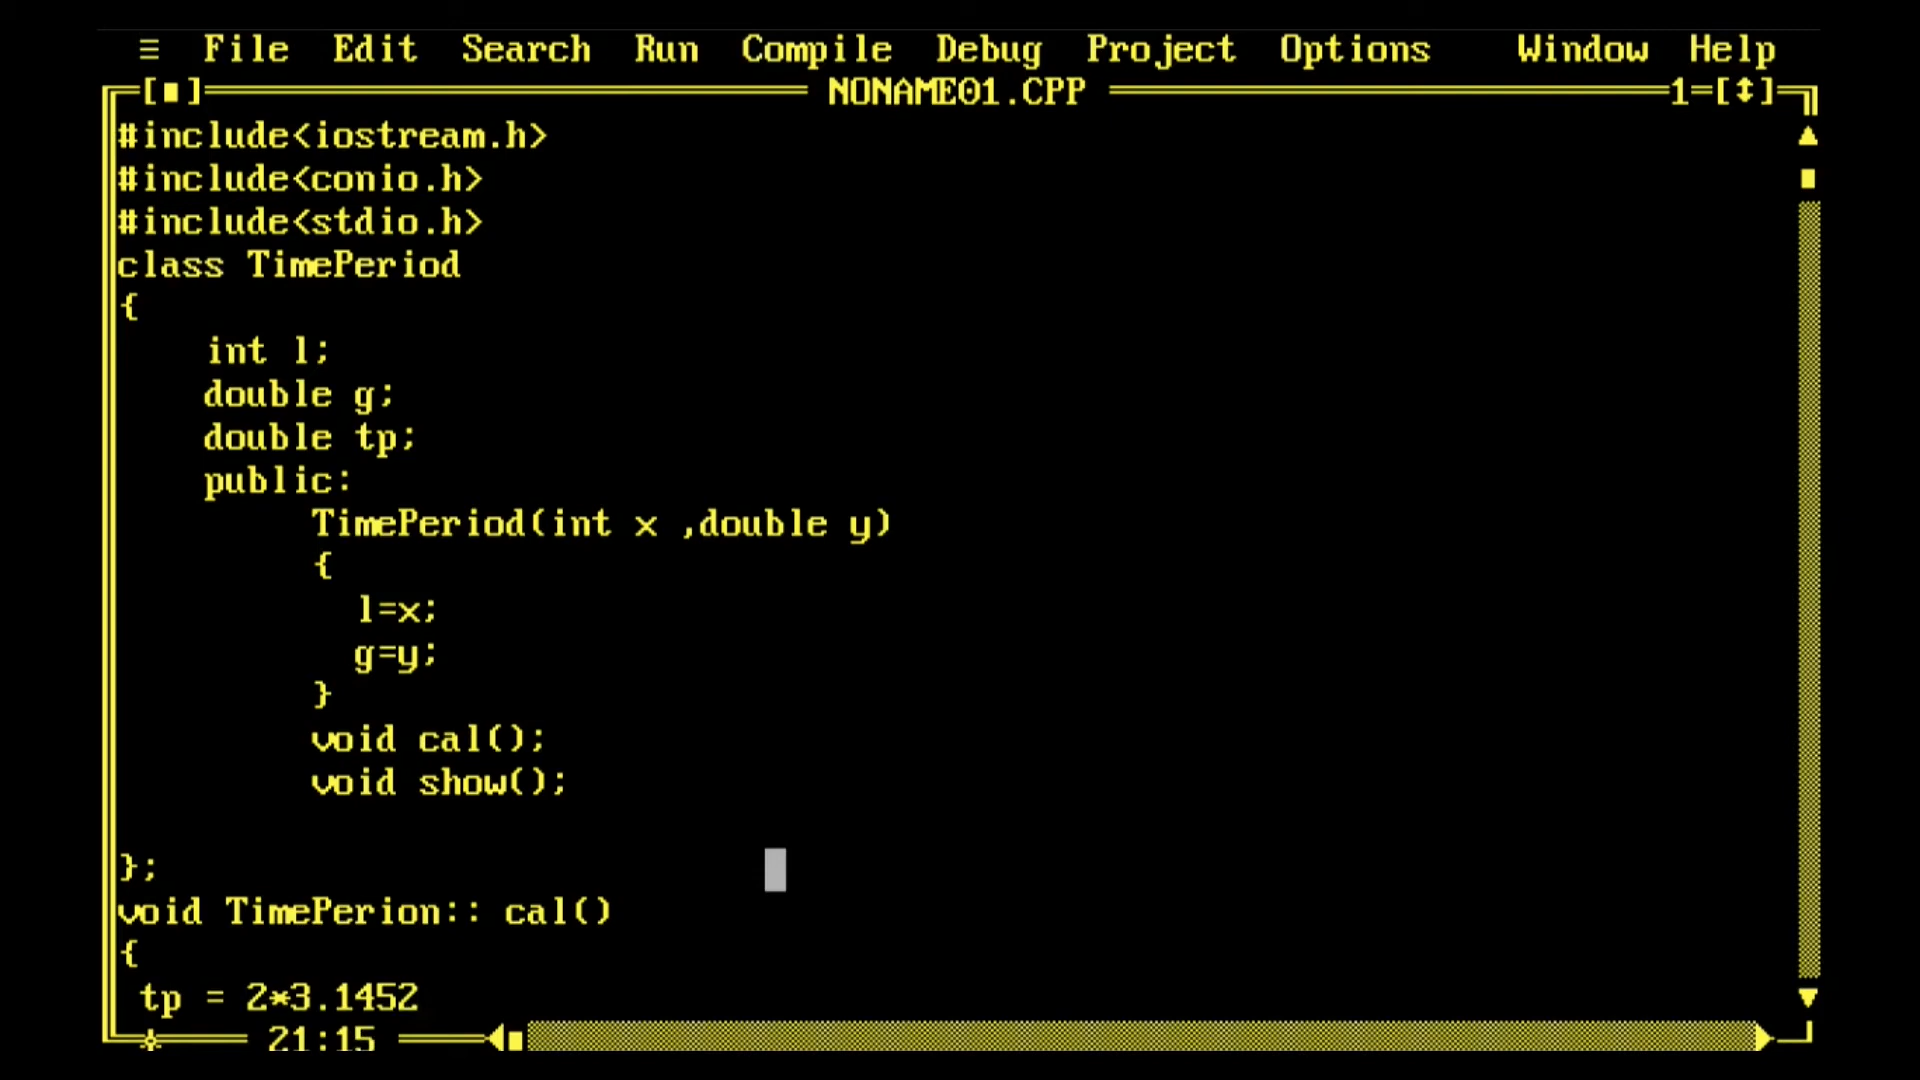 ≡ File Edit Search Run Compile Debug Project Options Window Help
[■] NONAME01.CPP 1=[↕]
#include<iostream.h>
#include<conio.h>
#include<stdio.h>
class TimePeriod
{
int l;
double g;
double tp;
public:
TimePeriod(int x ,double y)
{
l=x;
g=y;
}
void cal();
void show();
};
void TimePerion:: cal()
{
tp = 2*3.1452
21:15